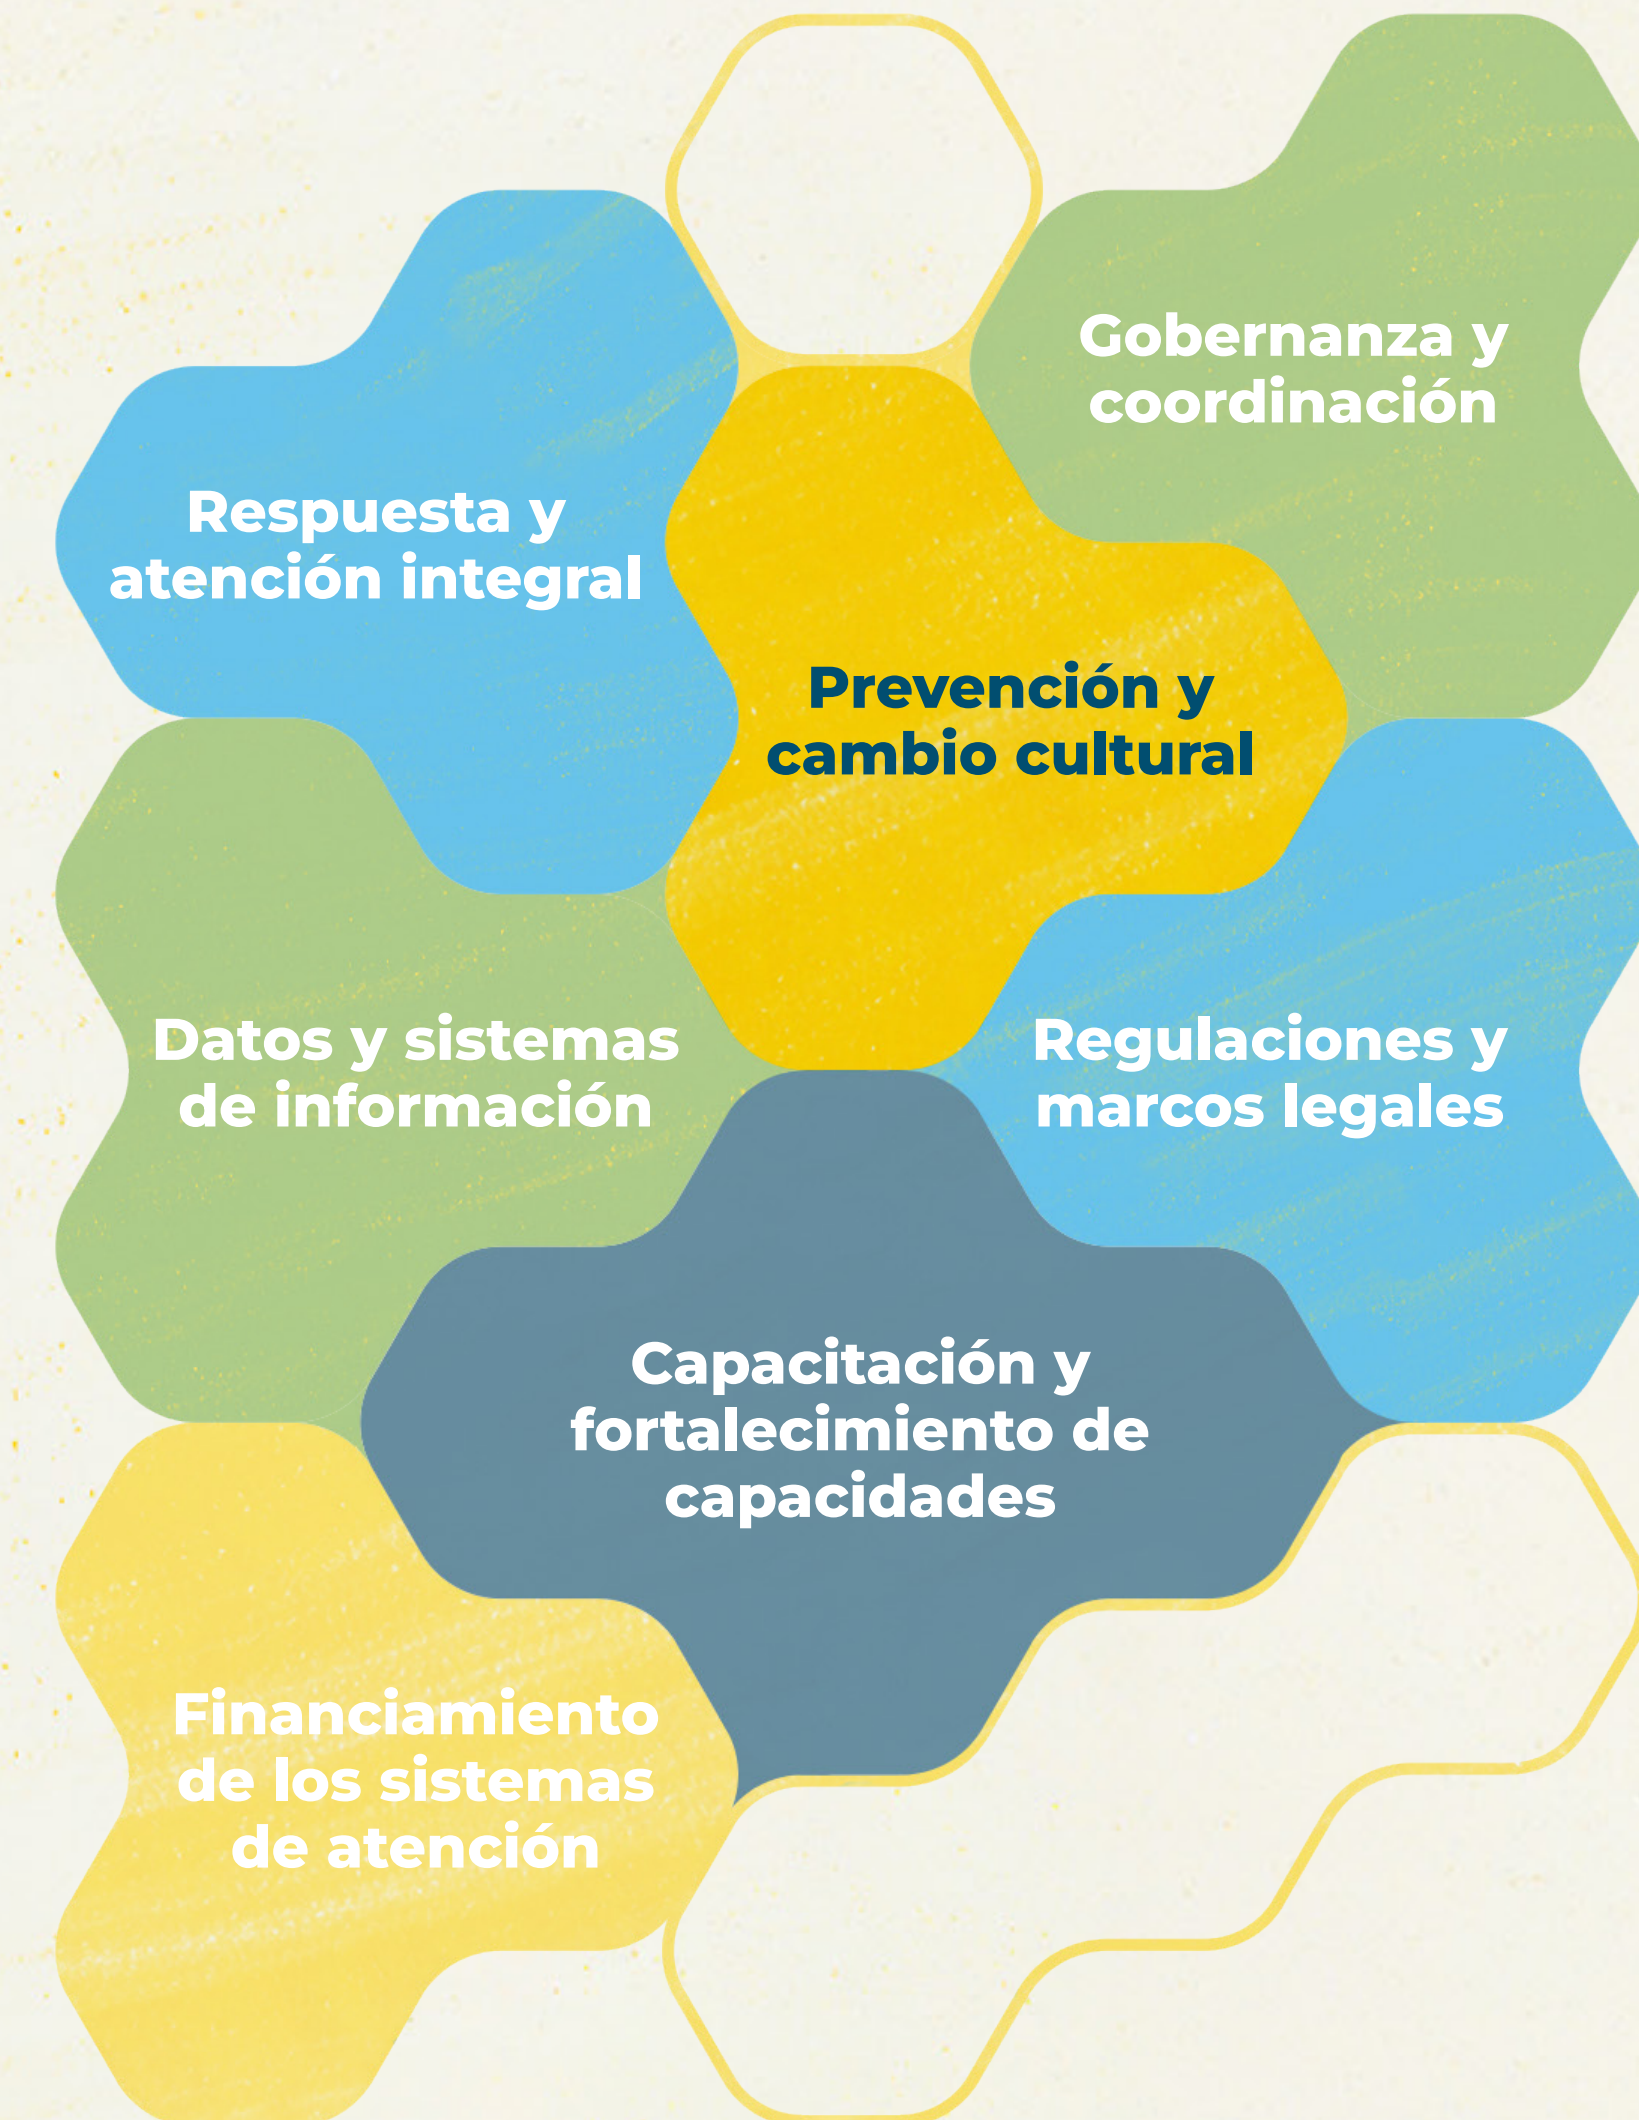 Gobernanza y
coordinación
Respuesta y
atención integral
Prevención y
cambio cultural
Datos y sistemas
de información
Regulaciones y
marcos legales
Capacitación y
fortalecimiento de
capacidades
Financiamiento
de los sistemas
de atención